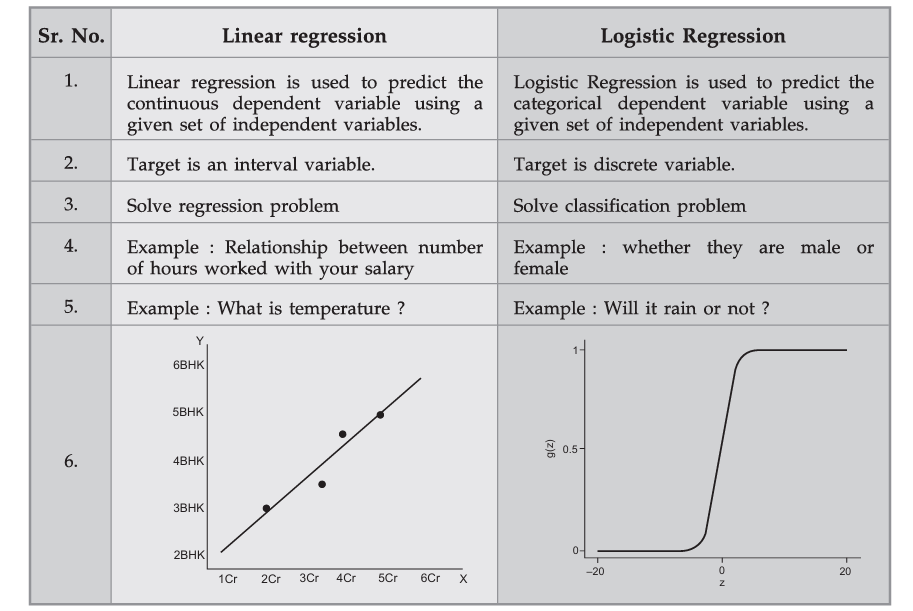 Sr. No. Linear regression Logistic Regression
1. Linear regression is used to predict the
continuous dependent variable using a
given set of independent variables.
Logistic Regression is used to predict the
categorical dependent variable using a
given set of independent variables.
2. Target is an interval variable. Target is discrete variable.
3. Solve regression problem Solve classification problem
4. Example : Relationship between number
of hours worked with your salary
Example : whether they are male or
female
5. Example : What is temperature ? Example : Will it rain or not ?
6.
Y
6BHK
5BHK
4BHK
3BHK
2BHK
1Cr 2Cr 3Cr 4Cr 5Cr 6Cr X
1
0.5
0
g(z)
–20 0 20
z